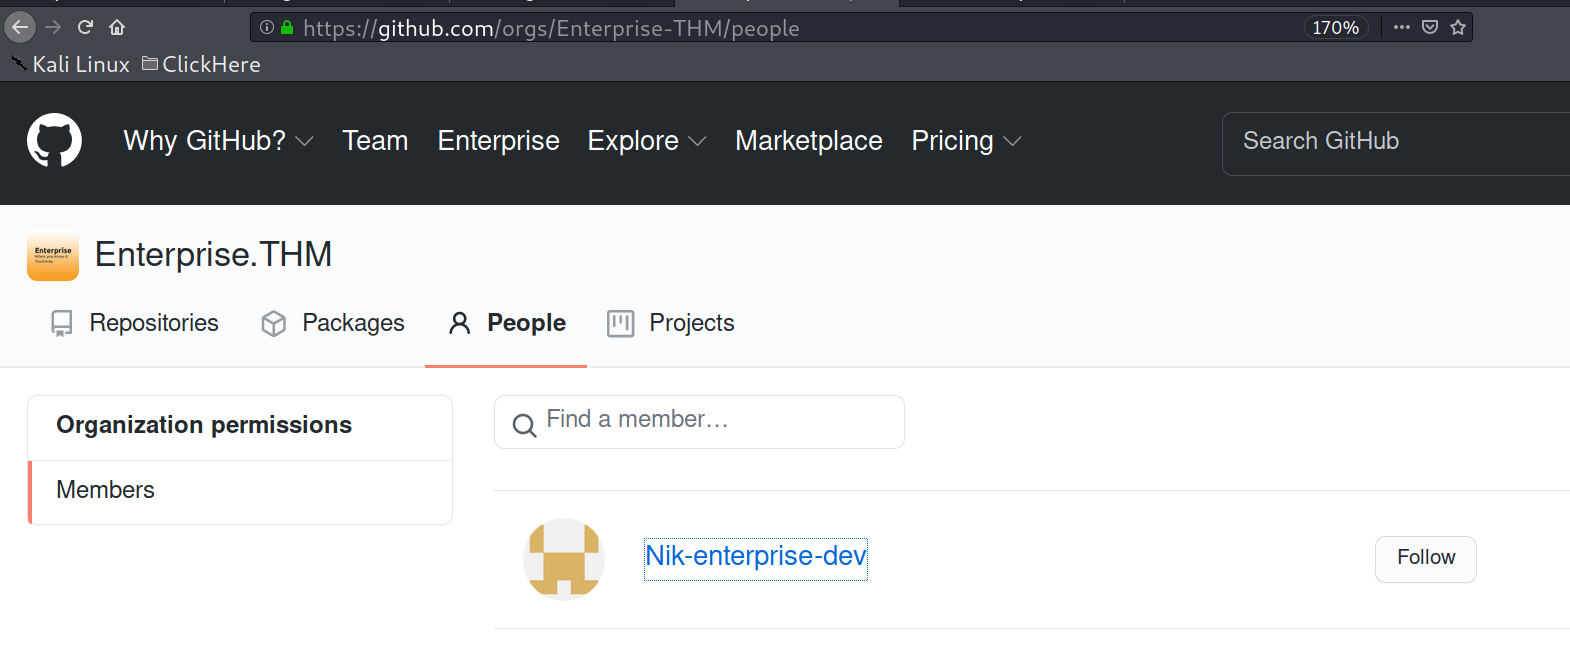 https://github.com/orgs/Enterprise-THM/people
170%
Kali Linux ClickHere
Why GitHub? Team Enterprise Explore Marketplace Pricing Search GitHub
Enterprise
Enterprise.THM
Repositories Packages People Projects
Organization permissions
Members
Find a member…
Nik-enterprise-dev
Follow